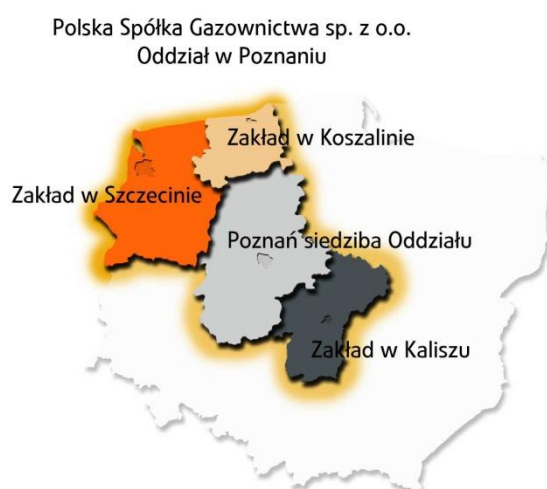 Polska Spółka Gazownictwa sp. z o.o.
Oddział w Poznaniu
Zakład w Koszalinie
Zakład w Szczecinie
Poznań siedziba Oddziału
Zakład w Kaliszu